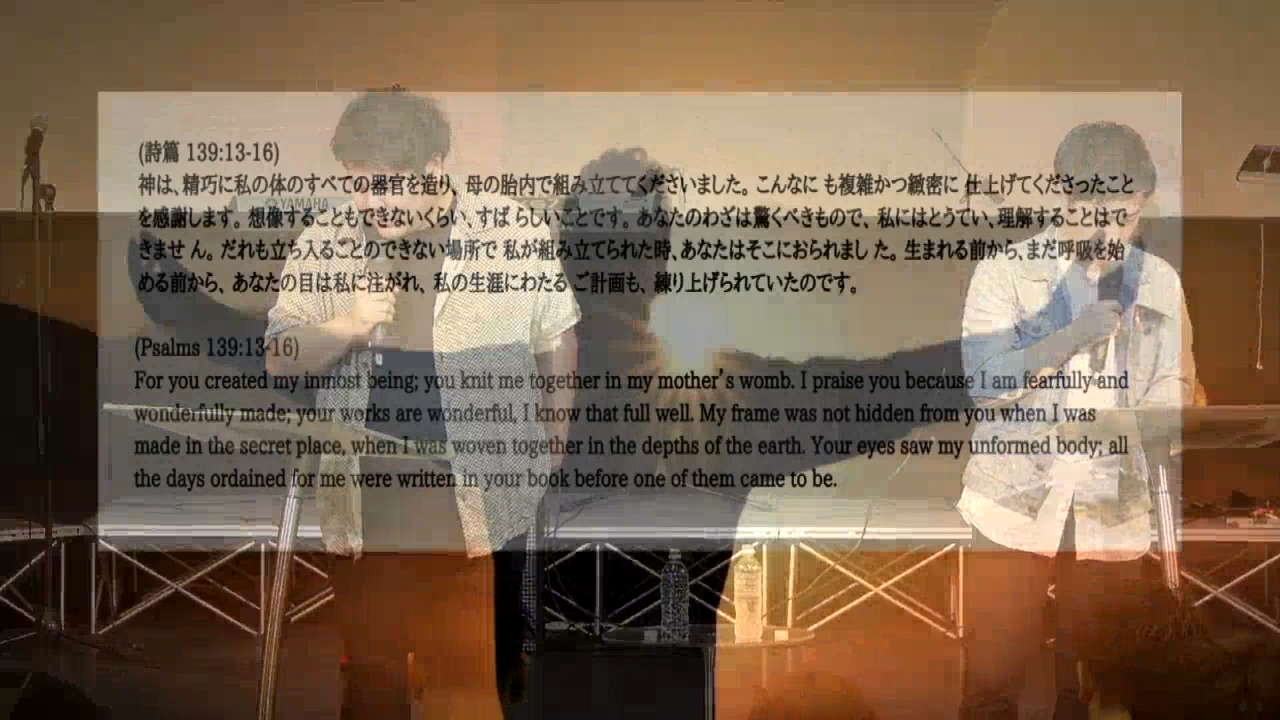 (詩篇 139:13-16)
神は、精巧に私の体のすべての器官を造り、母の胎内で組み立ててくださいました。こんなに も複雑かつ緻密に 仕上げてくださったこと
を感謝します。想像することもできないくらい、すば らしいことです。あなたのわざは驚くべきもので、私にはとうてい、理解することはで
きませ ん。だれも立ち入ることのできない場所で 私が組み立てられた時、あなたはそこにおられまし た。生まれる前から、まだ呼吸を始
める前から、あなたの目は私に注がれ、私の生涯にわたる ご計画も、練り上げられていたのです。
YAMAHA
(Psalms 139:13-16)
For you created my inmost being; you knit me together in my mother's womb. I praise you because I am fearfully and
wonderfully made; your works are wonderful, I know that full well. My frame was not hidden from you when I was
made in the secret place, when I was woven together in the depths of the earth. Your eyes saw my unformed body; all
the days ordained for me were written in your book before one of them came to be.